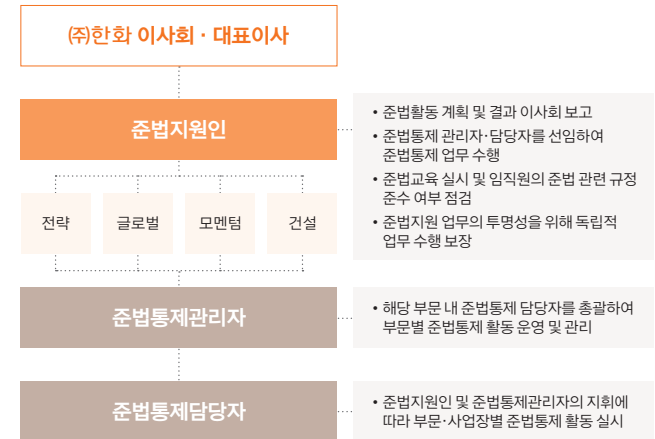 ㈜한화 이사회 · 대표이사
준법지원인
• 준법활동 계획 및 결과 이사회 보고
• 준법통제 관리자·담당자를 선임하여
준법통제 업무 수행
• 준법교육 실시 및 임직원의 준법 관련 규정
준수 여부 점검
• 준법지원 업무의 투명성을 위해 독립적
업무 수행 보장
전략
글로벌
모멘텀
건설
준법통제관리자
• 해당 부문 내 준법통제 담당자를 총괄하여
부문별 준법통제 활동 운영 및 관리
준법통제담당자
• 준법지원인 및 준법통제관리자의 지휘에
따라 부문·사업장별 준법통제 활동 실시